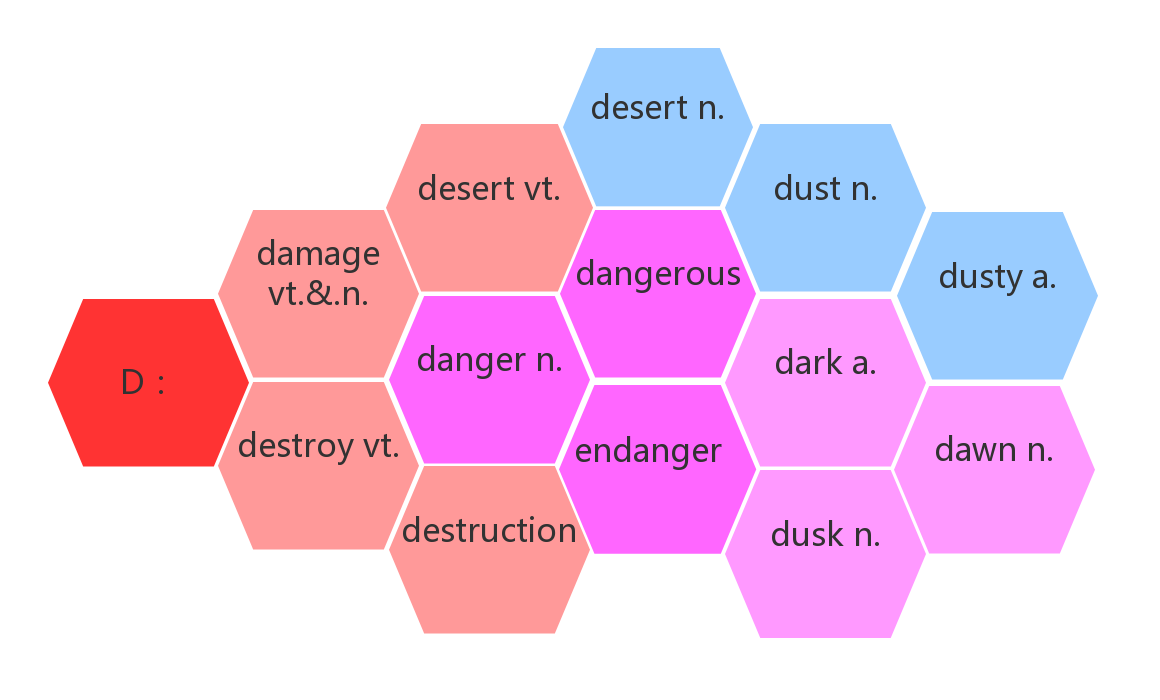 D :
damage
vt.&.n.
destroy vt.
desert vt.
danger n.
destruction
desert n.
dangerous
endanger
dust n.
dark a.
dusk n.
dusty a.
dawn n.